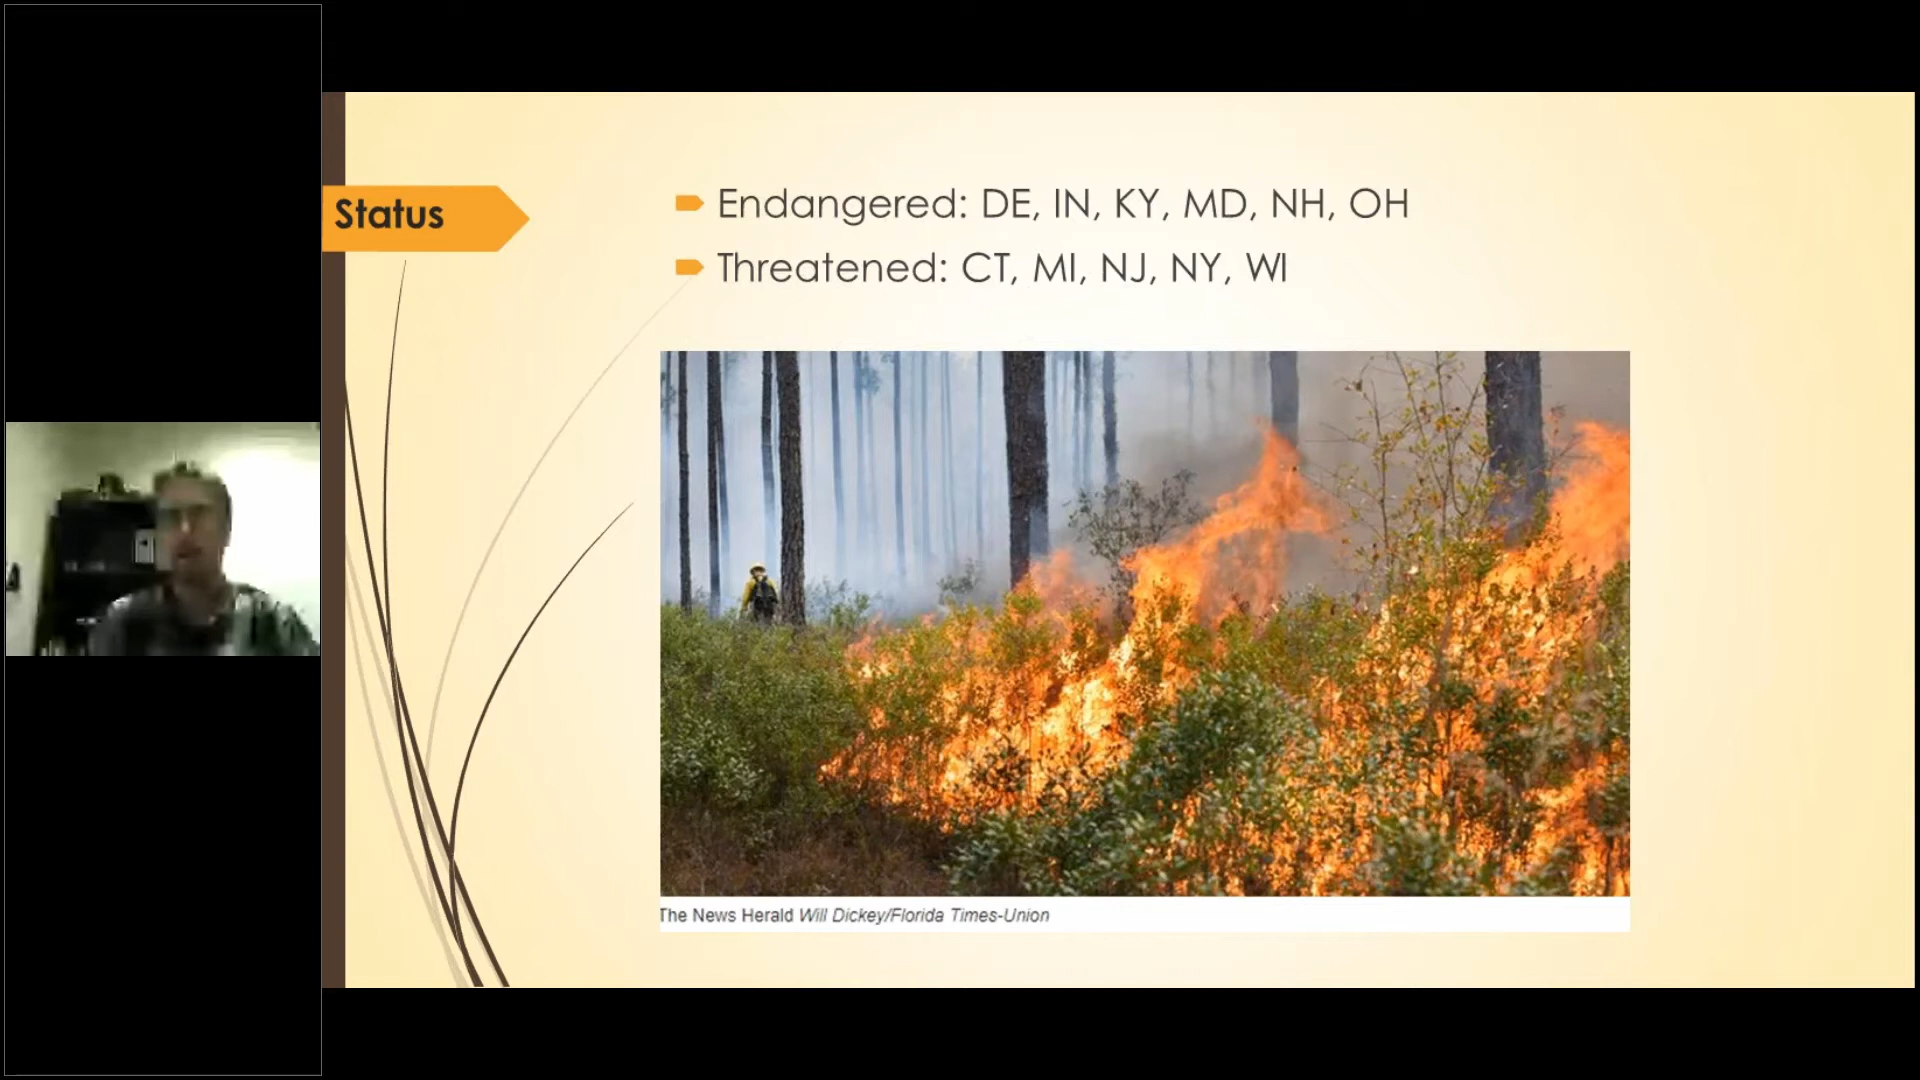 Status
Endangered: DE, IN, KY, MD, NH, OH
Threatened: CT, MI, NJ, NY, WI
The News Herald Will Dickey/Florida Times-Union